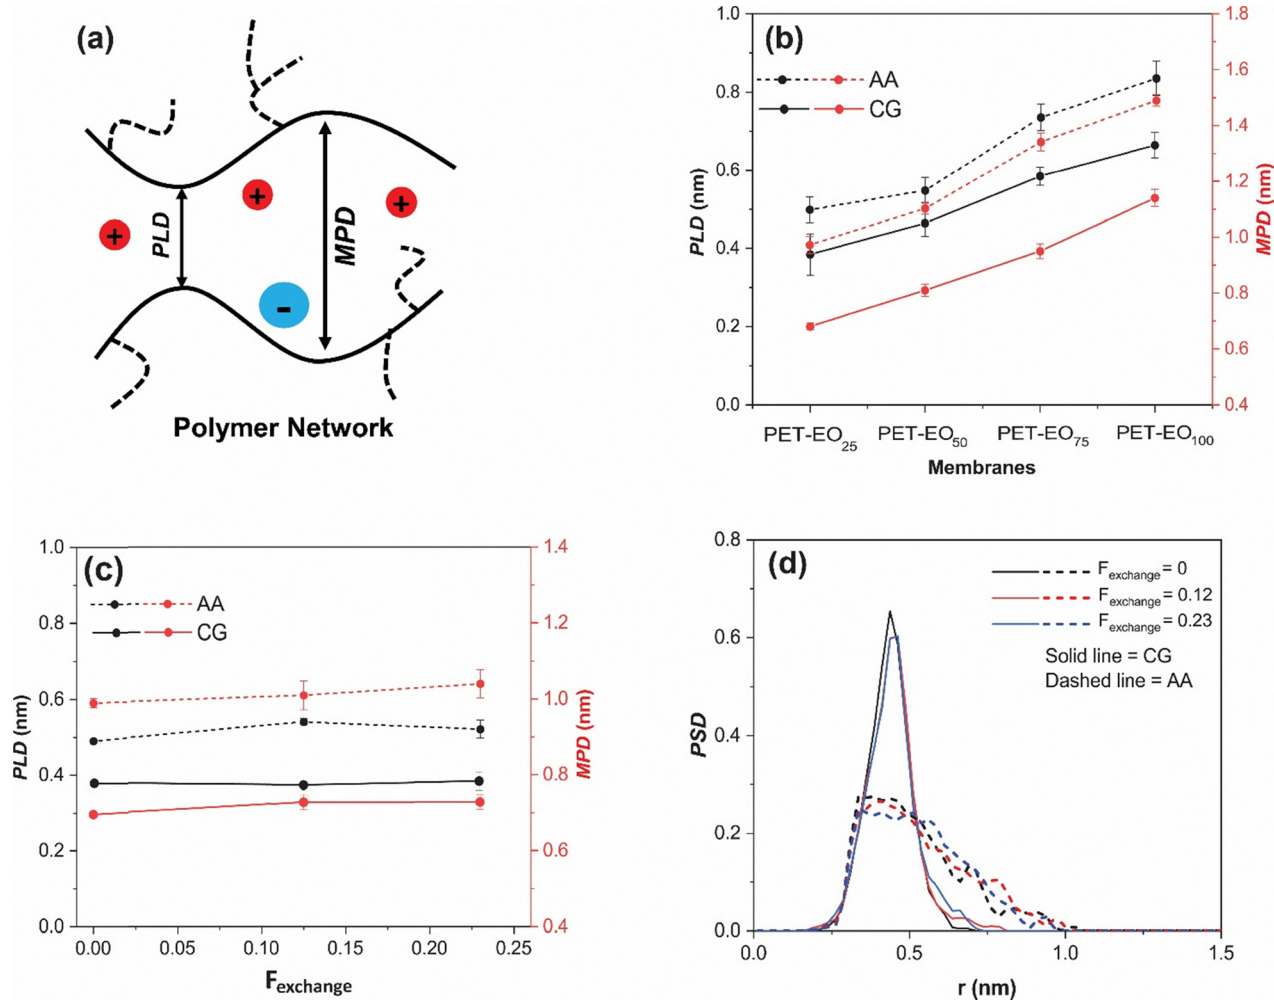 (a)
PLD
MPD
+
+
+
-
Polymer Network
(b)
AA
CG
1.0
0.8
0.6
0.4
0.2
0.0
PLD (nm)
1.8
1.6
1.4
1.2
1.0
0.8
0.6
0.4
MPD (nm)
PET-EO25 PET-EO50 PET-EO75 PET-EO100
Membranes
(c)
AA
CG
1.0
0.8
0.6
0.4
0.2
0.0
PLD (nm)
1.4
1.2
1.0
0.8
0.6
0.4
MPD (nm)
0.00 0.05 0.10 0.15 0.20 0.25
Fexchange
(d)
Fexchange = 0
Fexchange = 0.12
Fexchange = 0.23
Solid line = CG
Dashed line = AA
0.8
0.6
0.4
0.2
0.0
PSD
0.0 0.5 1.0 1.5
r (nm)